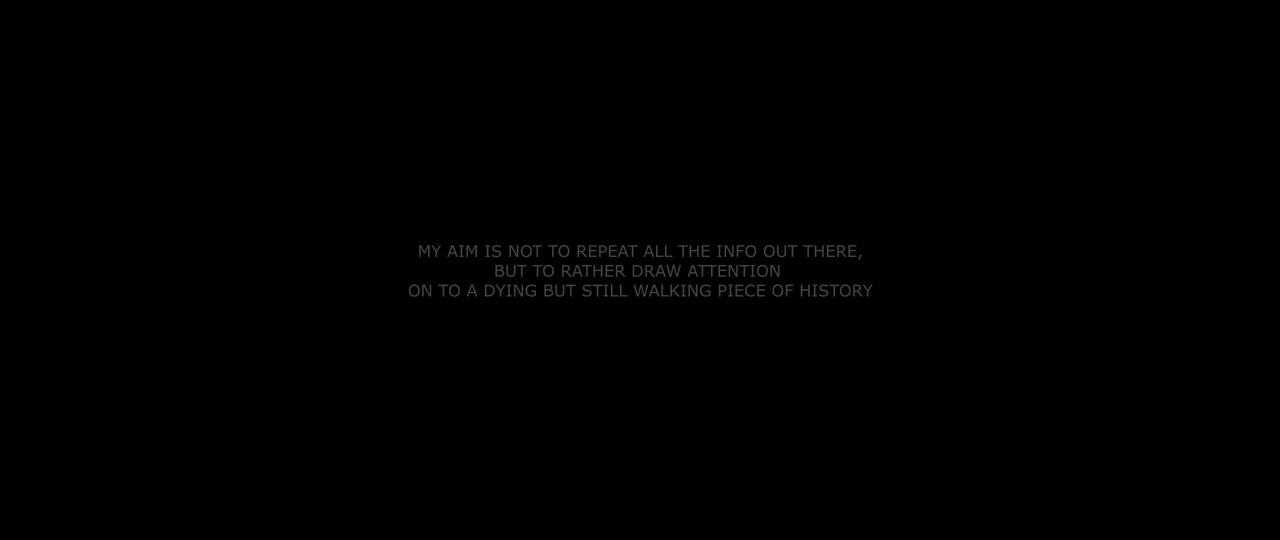 MY AIM IS NOT TO REPEAT ALL THE INFO OUT THERE,
BUT TO RATHER DRAW ATTENTION
ON TO A DYING BUT STILL WALKING PIECE OF HISTORY